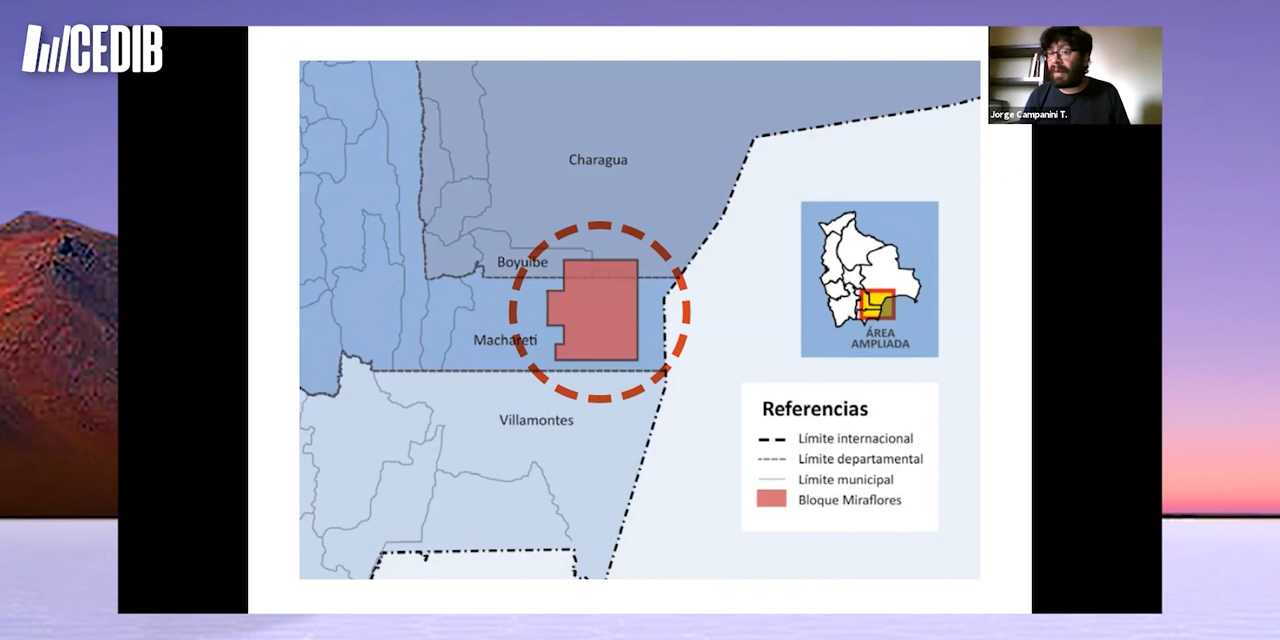 CEDIB
Jorge Campanini T.
Charagua
Boyuibe
Machareti
Villamontes
ÁREA
AMPLIADA
Referencias
Límite internacional
Límite departamental
Límite municipal
Bloque Miraflores